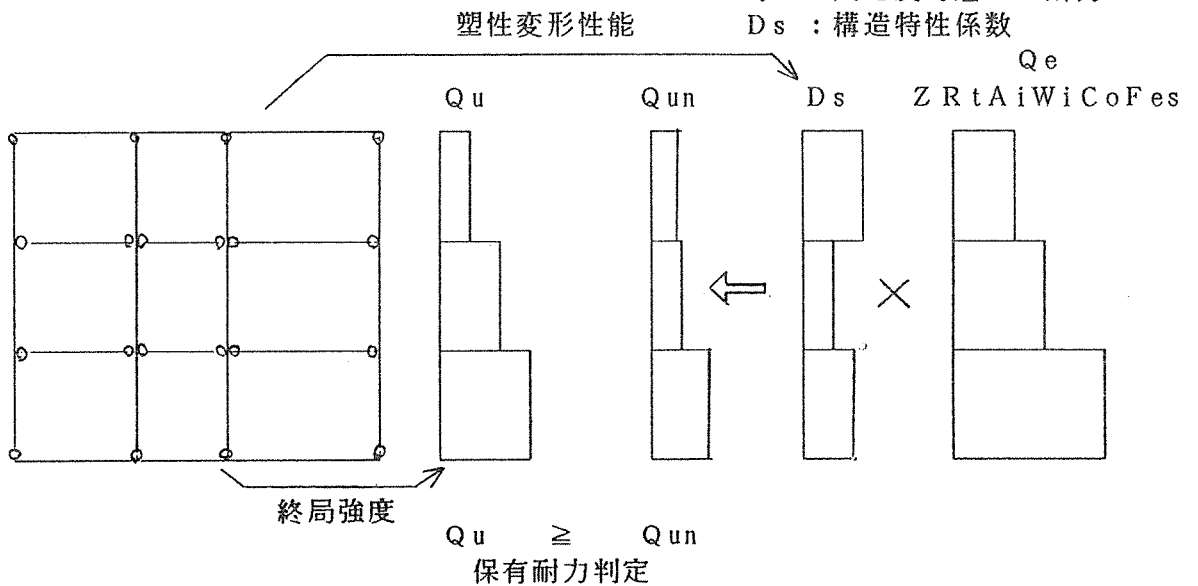 塑性変形性能
Ds :構造特性係数
Qe
Qu Qun Ds ZRtAiWiCoFes
終局強度
Qu ≧ Qun
保有耐力判定